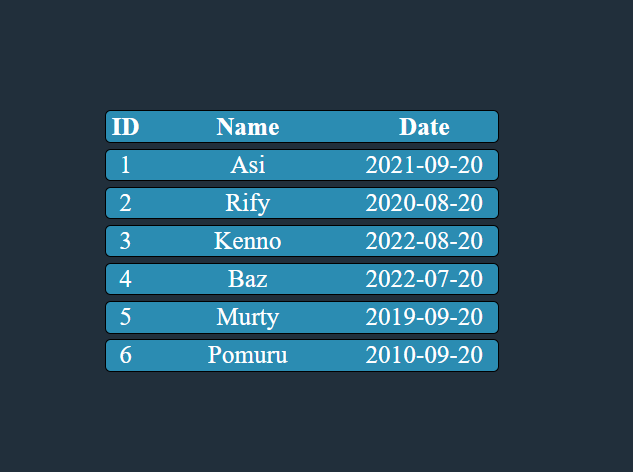 ID Name Date
1 Asi 2021-09-20
2 Rify 2020-08-20
3 Kenno 2022-08-20
4 Baz 2022-07-20
5 Murty 2019-09-20
6 Pomuru 2010-09-20